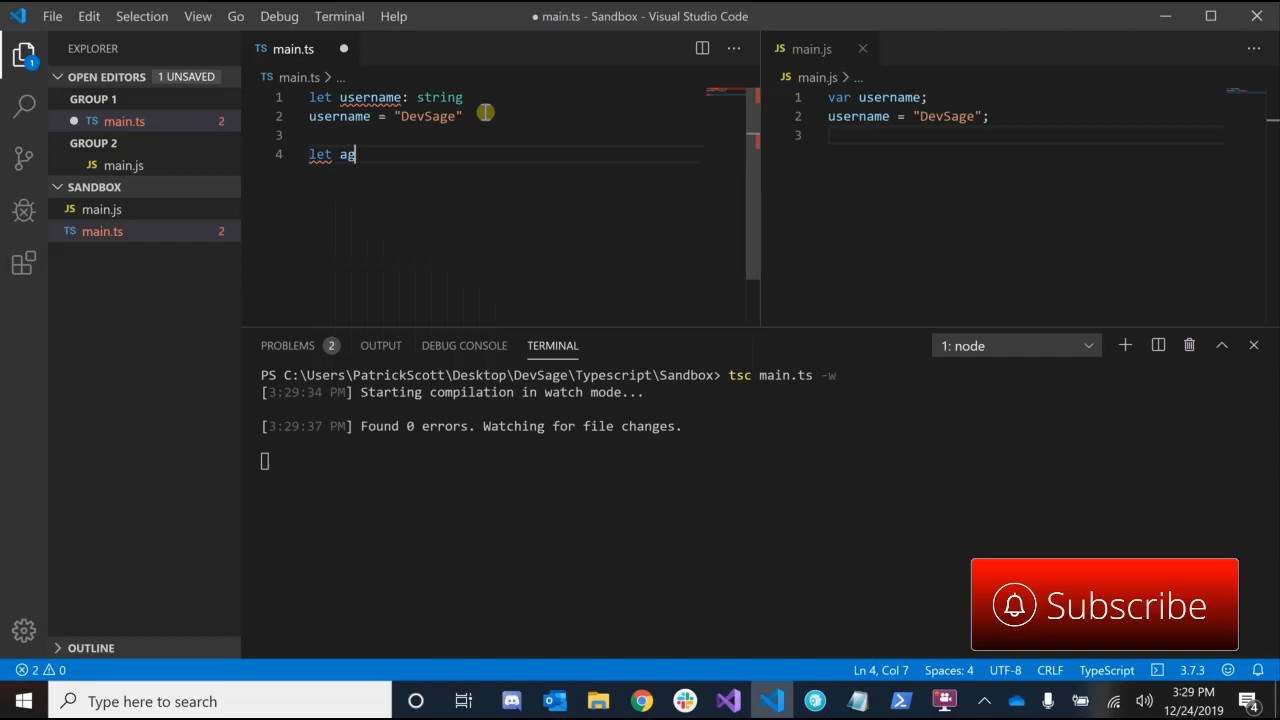 File Edit Selection View Go Debug Terminal Help
● main.ts - Sandbox - Visual Studio Code
EXPLORER
OPEN EDITORS 1 UNSAVED
GROUP 1
TS main.ts 2
GROUP 2
JS main.js
SANDBOX
JS main.js
TS main.ts 2
OUTLINE
1
TS main.ts
TS main.ts > ...
1 let username: string
2 username = "DevSage"
3
4 let ag
JS main.js
JS main.js > ...
1 var username;
2 username = "DevSage";
3
PROBLEMS 2 OUTPUT DEBUG CONSOLE TERMINAL
1: node
PS C:\Users\PatrickScott\Desktop\DevSage\Typescript\Sandbox> tsc main.ts -w
[3:29:34 PM] Starting compilation in watch mode...
[3:29:37 PM] Found 0 errors. Watching for file changes.
Subscribe
2 0
Ln 4, Col 7 Spaces: 4 UTF-8 CRLF TypeScript 3.7.3
Type here to search
3:29 PM
12/24/2019
4